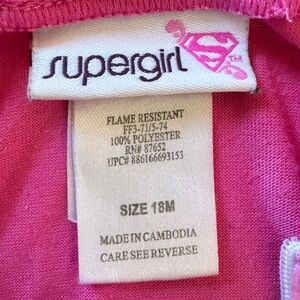 supergirl
TM
FLAME RESISTANT
FF3-71/5-74
100% POLYESTER
RN# 87652
UPC# 886166693153
SIZE 18M
MADE IN CAMBODIA
CARE SEE REVERSE